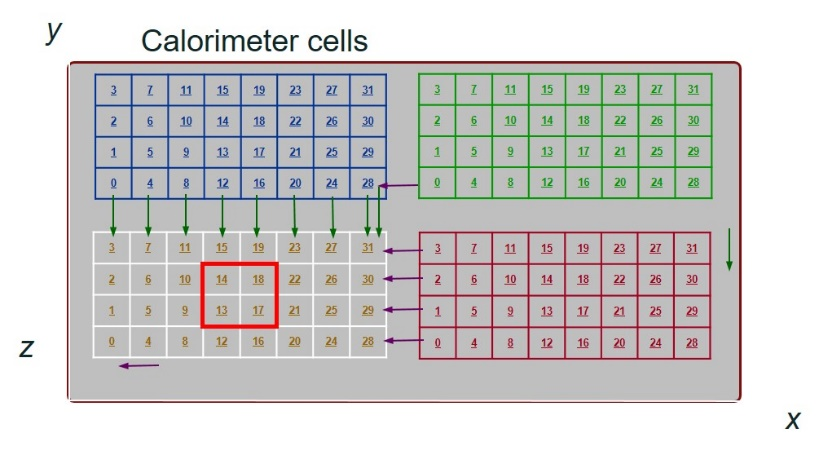 y
Calorimeter cells
3 7 11 15 19 23 27 31 3 7 11 15 19 23 27 31
2 6 10 14 18 22 26 30 2 6 10 14 18 22 26 30
1 5 9 13 17 21 25 29 1 5 9 13 17 21 25 29
0 4 8 12 16 20 24 28 0 4 8 12 16 20 24 28
3 7 11 15 19 23 27 31 3 7 11 15 19 23 27 31
2 6 10 14 18 22 26 30 2 6 10 14 18 22 26 30
1 5 9 13 17 21 25 29 1 5 9 13 17 21 25 29
0 4 8 12 16 20 24 28 0 4 8 12 16 20 24 28
z
x